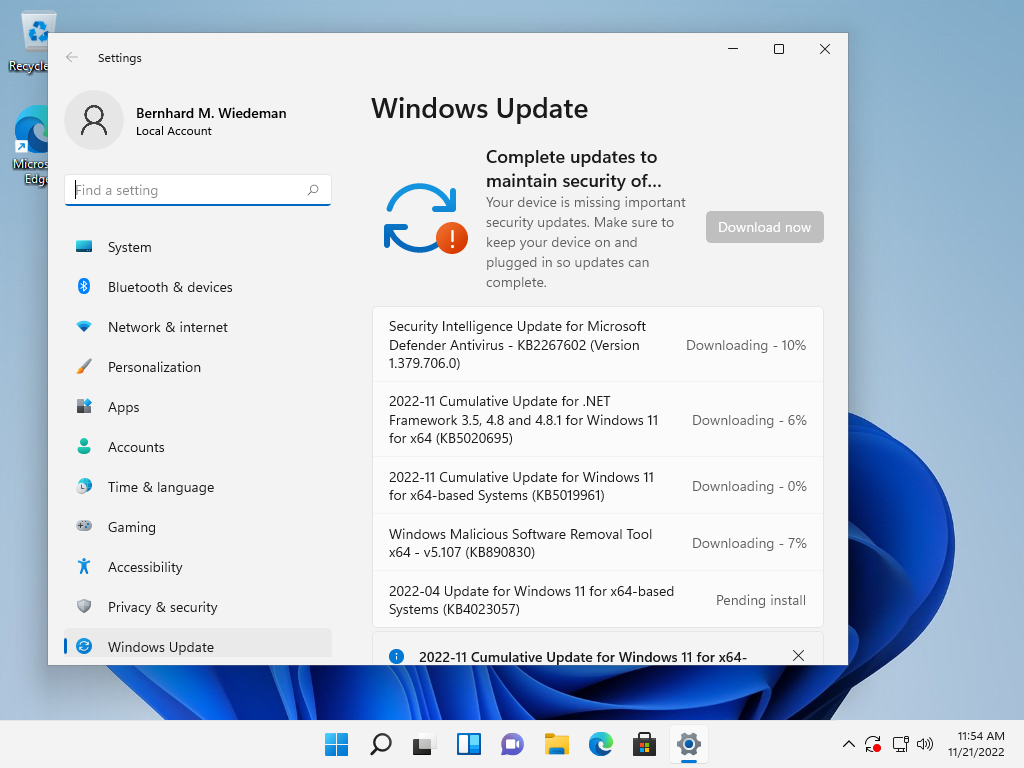 Recycle
Microso
Edge
Settings
Bernhard M. Wiedeman
Local Account
Find a setting
System
Bluetooth & devices
Network & internet
Personalization
Apps
Accounts
Time & language
Gaming
Accessibility
Privacy & security
Windows Update
Windows Update
Complete updates to
maintain security of...
Your device is missing important
security updates. Make sure to
keep your device on and
plugged in so updates can
complete.
Download now
Security Intelligence Update for Microsoft
Defender Antivirus - KB2267602 (Version
1.379.706.0)
Downloading - 10%
2022-11 Cumulative Update for .NET
Framework 3.5, 4.8 and 4.8.1 for Windows 11
for x64 (KB5020695)
Downloading - 6%
2022-11 Cumulative Update for Windows 11
for x64-based Systems (KB5019961)
Downloading - 0%
Windows Malicious Software Removal Tool
x64 - v5.107 (KB890830)
Downloading - 7%
2022-04 Update for Windows 11 for x64-based
Systems (KB4023057)
Pending install
2022-11 Cumulative Update for Windows 11 for x64-
11:54 AM
11/21/2022